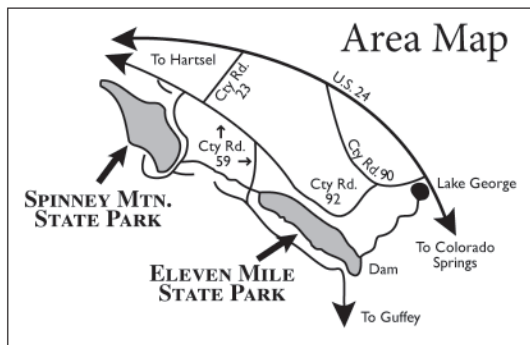 Area Map
To Hartsel
U.S. 24
Cty Rd.
23
Cty Rd.
59
Cty Rd. 90
Cty Rd.
92
Lake George
SPINNEY MTN.
STATE PARK
To Colorado
Springs
ELEVEN MILE
STATE PARK
Dam
To Guffey